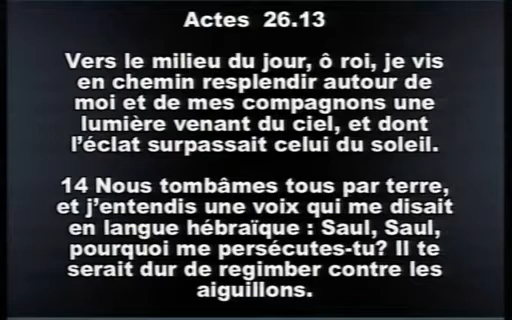 Actes 26.13
Vers le milieu du jour, ô roi, je vis
en chemin resplendir autour de
moi et de mes compagnons une
lumière venant du ciel, et dont
l'éclat surpassait celui du soleil.
14 Nous tombâmes tous par terre,
et j'entendis une voix qui me disait
en langue hébraïque : Saul, Saul,
pourquoi me persécutes-tu? Il te
serait dur de regimber contre les
aiguillons.